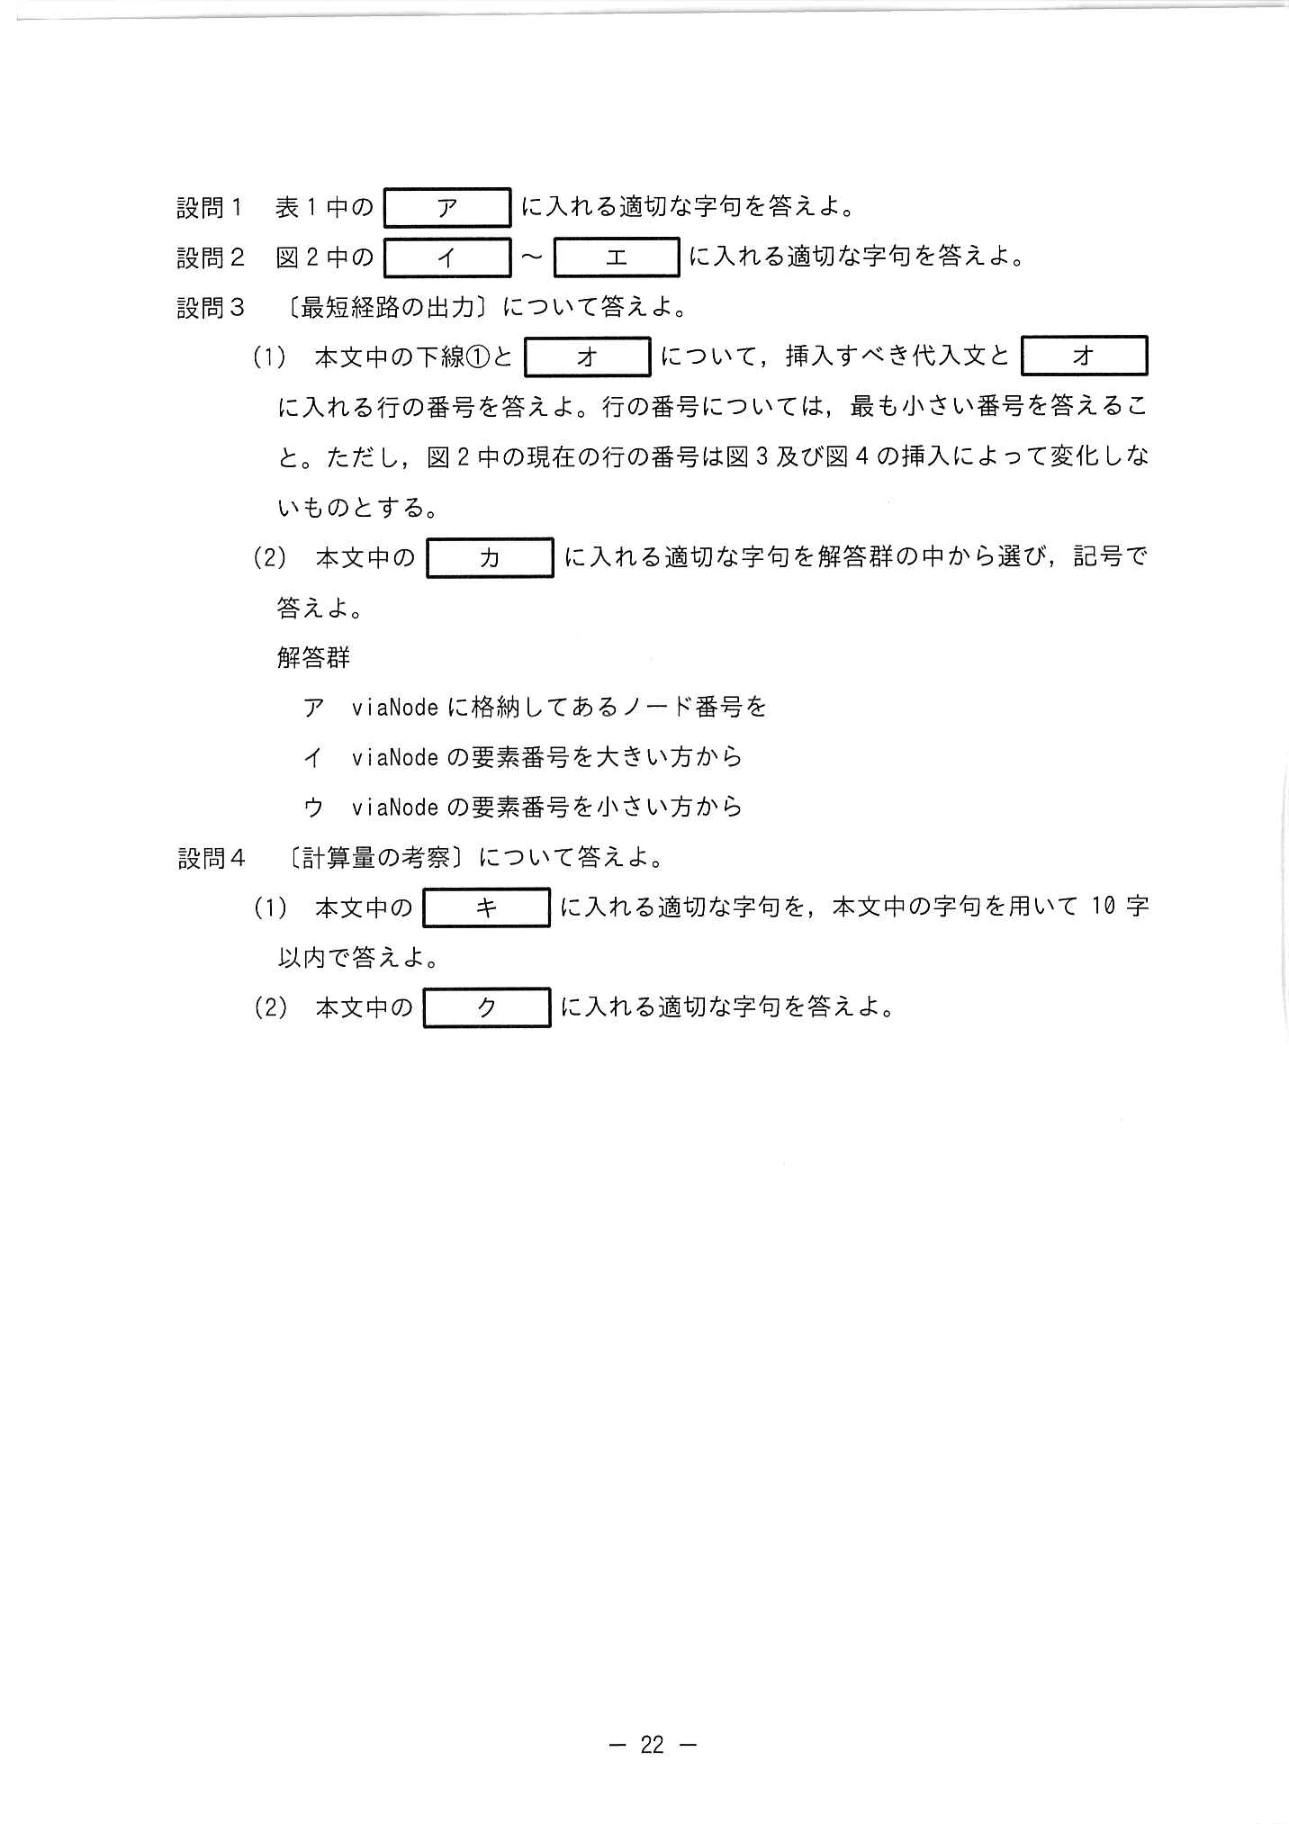 設問1 表1中の ア に入れる適切な字句を答えよ。
設問2 図2中の イ ～ エ に入れる適切な字句を答えよ。
設問3 〔最短経路の出力〕について答えよ。
(1) 本文中の下線①と オ について，挿入すべき代入文と オ
に入れる行の番号を答えよ。行の番号については，最も小さい番号を答えるこ
と。ただし，図2中の現在の行の番号は図3及び図4の挿入によって変化しな
いものとする。
(2) 本文中の カ に入れる適切な字句を解答群の中から選び，記号で
答えよ。
解答群
ア viaNodeに格納してあるノード番号を
イ viaNodeの要素番号を大きい方から
ウ viaNodeの要素番号を小さい方から
設問4 〔計算量の考察〕について答えよ。
(1) 本文中の キ に入れる適切な字句を，本文中の字句を用いて10字
以内で答えよ。
(2) 本文中の ク に入れる適切な字句を答えよ。
－ 22 －